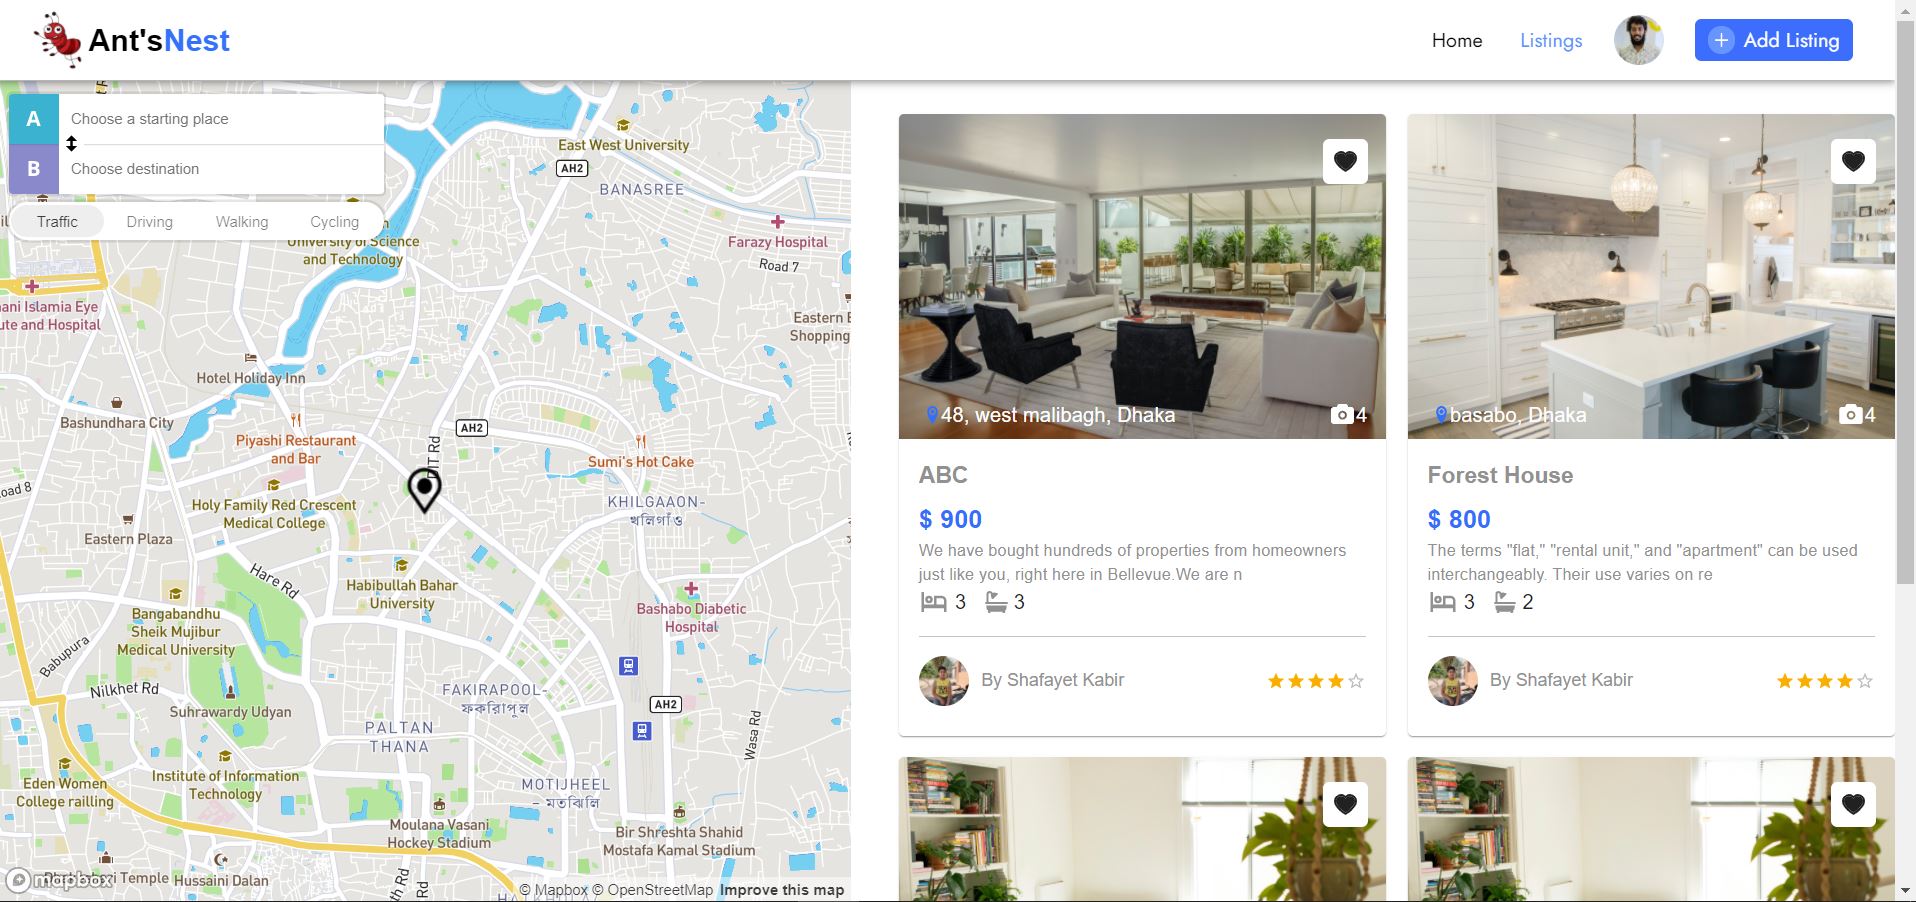 Ant'sNest
Home
Listings
Add Listing
A
Choose a starting place
B
Choose destination
Traffic
Driving
Walking
Cycling
East West University
AH2
BANASREE
University of Science
and Technology
Farazy Hospital
Road 7
ani Islamia Eye
ute and Hospital
Eastern
Shopping
Hotel Holiday Inn
Bashundhara City
Piyashi Restaurant
and Bar
AH2
DIT Rd
Sumi's Hot Cake
oad 8
Holy Family Red Crescent
Medical College
KHILGAAON-
খলিগাঁও
Eastern Plaza
Hare Rd
Habibullah Bahar
University
Bangabandhu
Sheik Mujibur
Medical University
Bashabo Diabetic
Hospital
Babupura
Nilkhet Rd
Suhrawardy Udyan
FAKIRAPOOL-
ফকিরাপুল
AH2
PALTAN
THANA
Wasa Rd
Eden Women
College railling
Institute of Information
Technology
MOTIJHEEL
- মতিঝিল
Moulana Vasani
Hockey Stadium
Bir Shreshta Shahid
Mostafa Kamal Stadium
Temple
Hussaini Dalan
th Rd
Rd
mapbox
© Mapbox © OpenStreetMap Improve this map
48, west malibagh, Dhaka
4
ABC
$ 900
We have bought hundreds of properties from homeowners
just like you, right here in Bellevue.We are n
3
3
By Shafayet Kabir
basabo, Dhaka
4
Forest House
$ 800
The terms "flat," "rental unit," and "apartment" can be used
interchangeably. Their use varies on re
3
2
By Shafayet Kabir